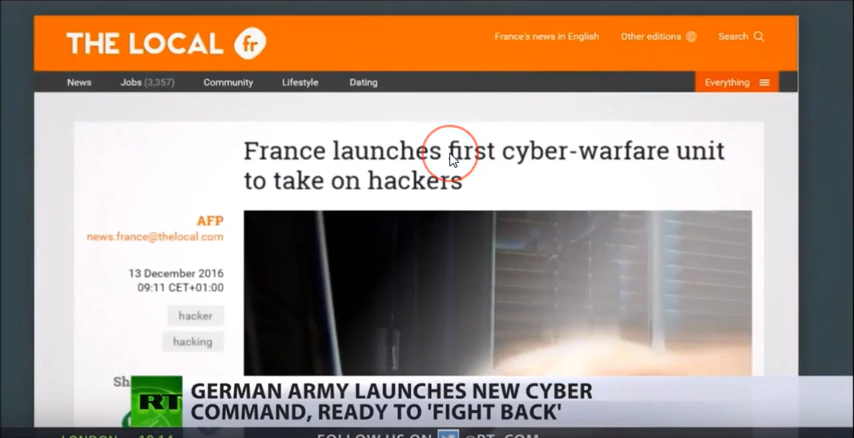 THE LOCAL fr
France's news in English Other editions Search
News Jobs (3,357) Community Lifestyle Dating Everything
France launches first cyber-warfare unit
to take on hackers
AFP
news.france@thelocal.com
13 December 2016
09:11 CET+01:00
hacker
hacking
RT
GERMAN ARMY LAUNCHES NEW CYBER
COMMAND, READY TO 'FIGHT BACK'
FOLLOW US ON